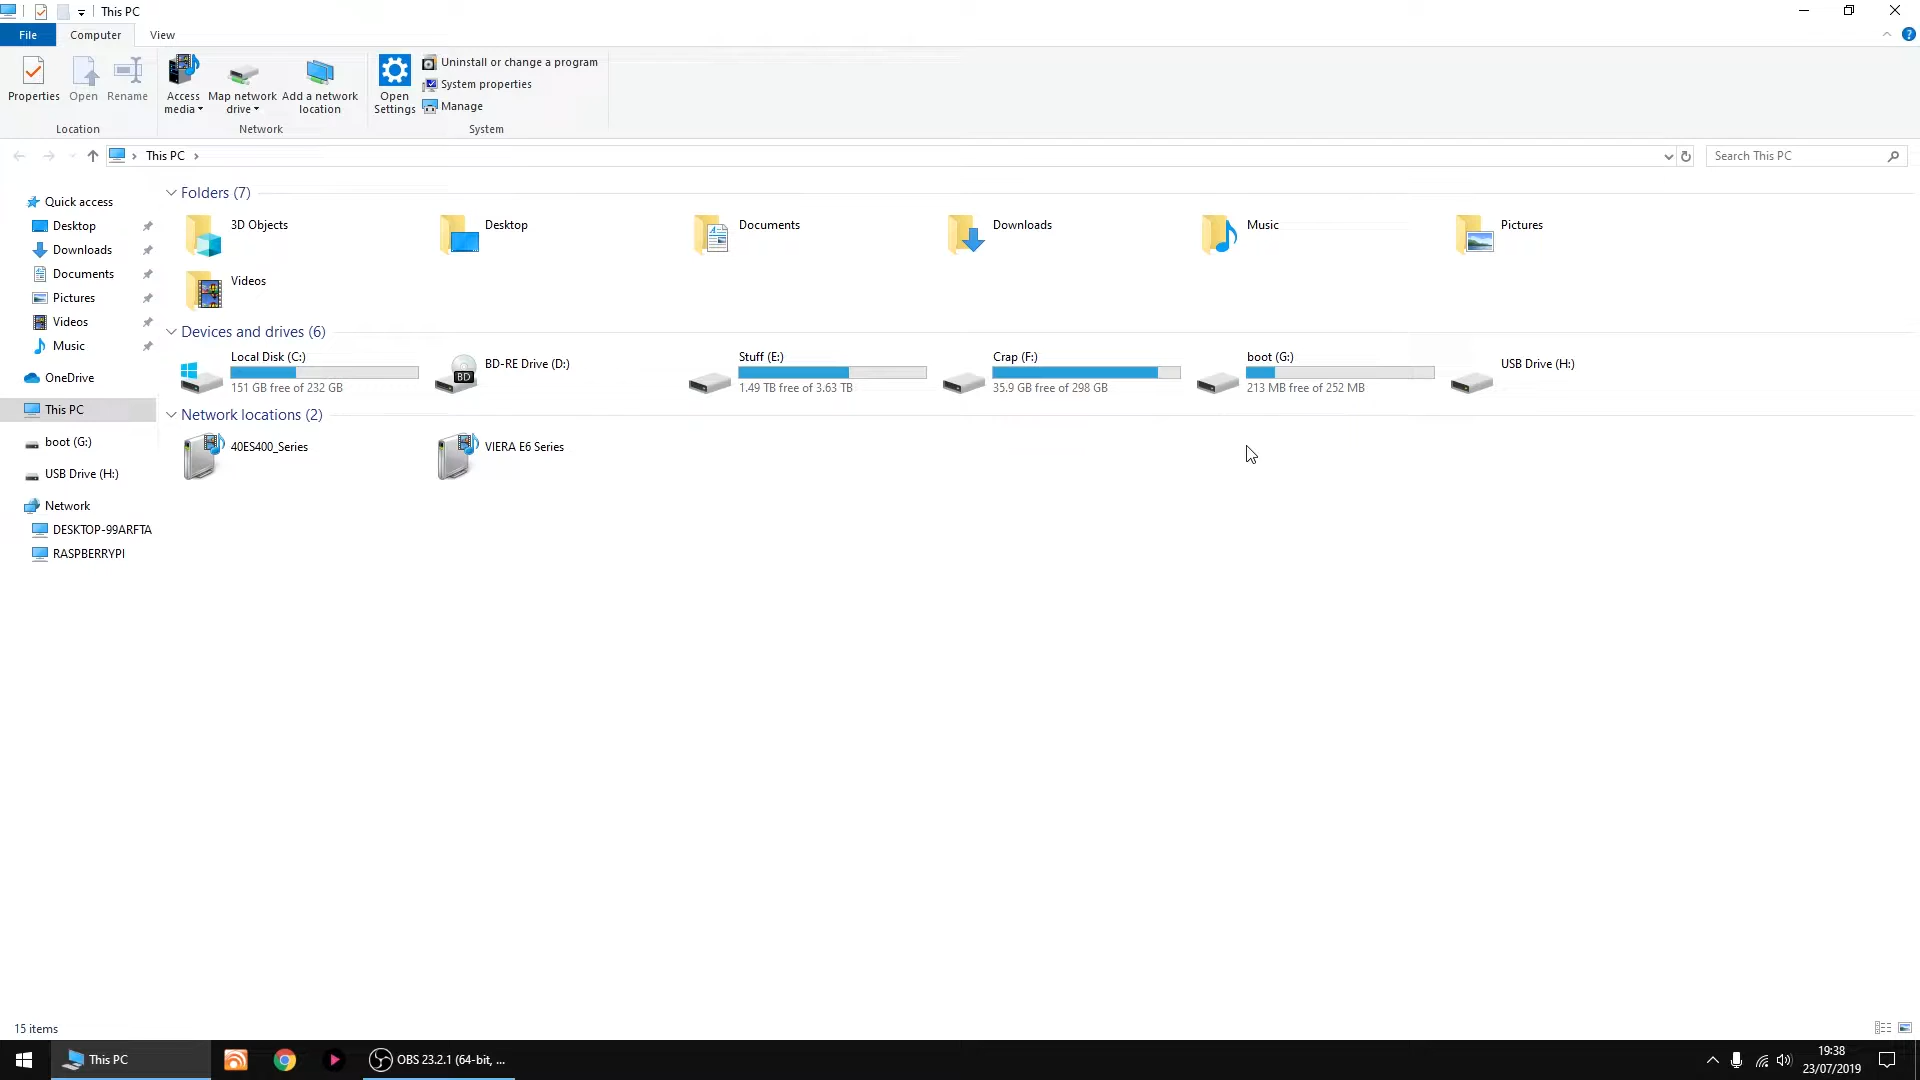 This PC
File
Computer
View
Properties
Open
Rename
Access media
Map network drive
Add a network location
Open Settings
Uninstall or change a program
System properties
Manage
Location
Network
System
This PC
Search This PC
Quick access
Desktop
Downloads
Documents
Pictures
Videos
Music
OneDrive
This PC
boot (G:)
USB Drive (H:)
Network
DESKTOP-99ARFTA
RASPBERRYPI
Folders (7)
3D Objects
Desktop
Documents
Downloads
Music
Pictures
Videos
Devices and drives (6)
Local Disk (C:)
151 GB free of 232 GB
BD
BD-RE Drive (D:)
Stuff (E:)
1.49 TB free of 3.63 TB
Crap (F:)
35.9 GB free of 298 GB
boot (G:)
213 MB free of 252 MB
USB Drive (H:)
Network locations (2)
40ES400_Series
VIERA E6 Series
15 items
This PC
OBS 23.2.1 (64-bit, ...
19:38
23/07/2019